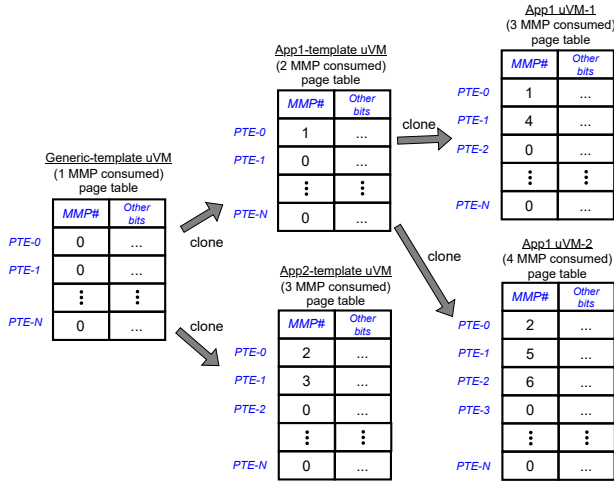 Generic-template uVM
(1 MMP consumed)
page table
MMP# Other bits
PTE-0 0 ...
PTE-1 0 ...
⋮ ⋮
PTE-N 0 ...
clone
clone
App1-template uVM
(2 MMP consumed)
page table
MMP# Other bits
PTE-0 1 ...
PTE-1 0 ...
⋮ ⋮
PTE-N 0 ...
clone
clone
App2-template uVM
(3 MMP consumed)
page table
MMP# Other bits
PTE-0 2 ...
PTE-1 3 ...
PTE-2 0 ...
⋮ ⋮
PTE-N 0 ...
App1 uVM-1
(3 MMP consumed)
page table
MMP# Other bits
PTE-0 1 ...
PTE-1 4 ...
PTE-2 0 ...
⋮ ⋮
PTE-N 0 ...
App1 uVM-2
(4 MMP consumed)
page table
MMP# Other bits
PTE-0 2 ...
PTE-1 5 ...
PTE-2 6 ...
PTE-3 0 ...
⋮ ⋮
PTE-N 0 ...